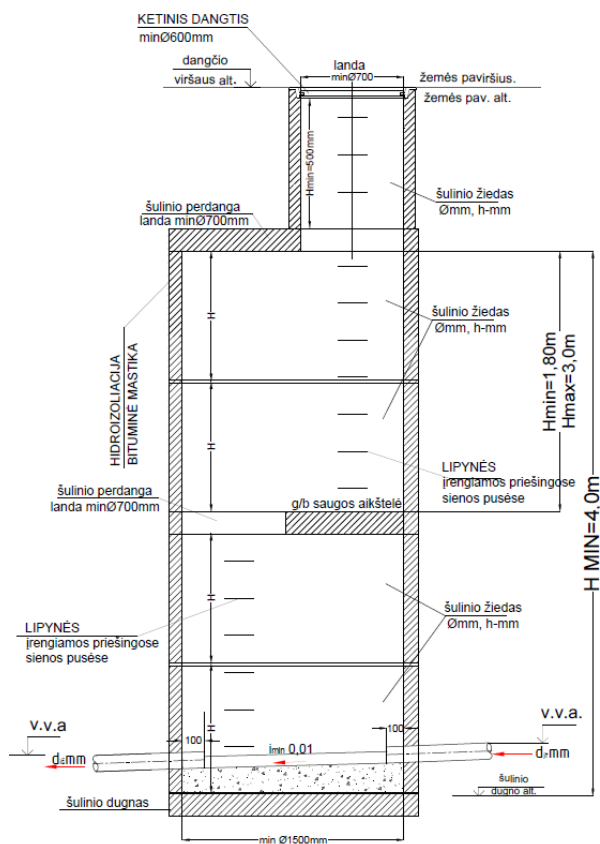 KETINIS DANGTIS
minØ600mm
dangčio
viršaus alt.
landa
minØ700
žemės paviršius.
žemės pav. alt.
Hmin=500mm
šulinio žiedas
Ømm, h-mm
šulinio perdanga
landa minØ700mm
HIDROIZOLIACIJA
BITUMINĖ MASTIKA
H
šulinio žiedas
Ømm, h-mm
Hmin=1,80m
Hmax=3,0m
H
LIPYNĖS
įrengiamos priešingose
sienos pusėse
šulinio perdanga
landa minØ700mm
g/b saugos aikštelė
H MIN=4,0m
H
šulinio žiedas
Ømm, h-mm
LIPYNĖS
įrengiamos priešingose
sienos pusėse
H
v.v.a
100
imin 0,01
100
v.v.a.
dišmm
dįmm
šulinio dugnas
šulinio
dugno alt.
min Ø1500mm